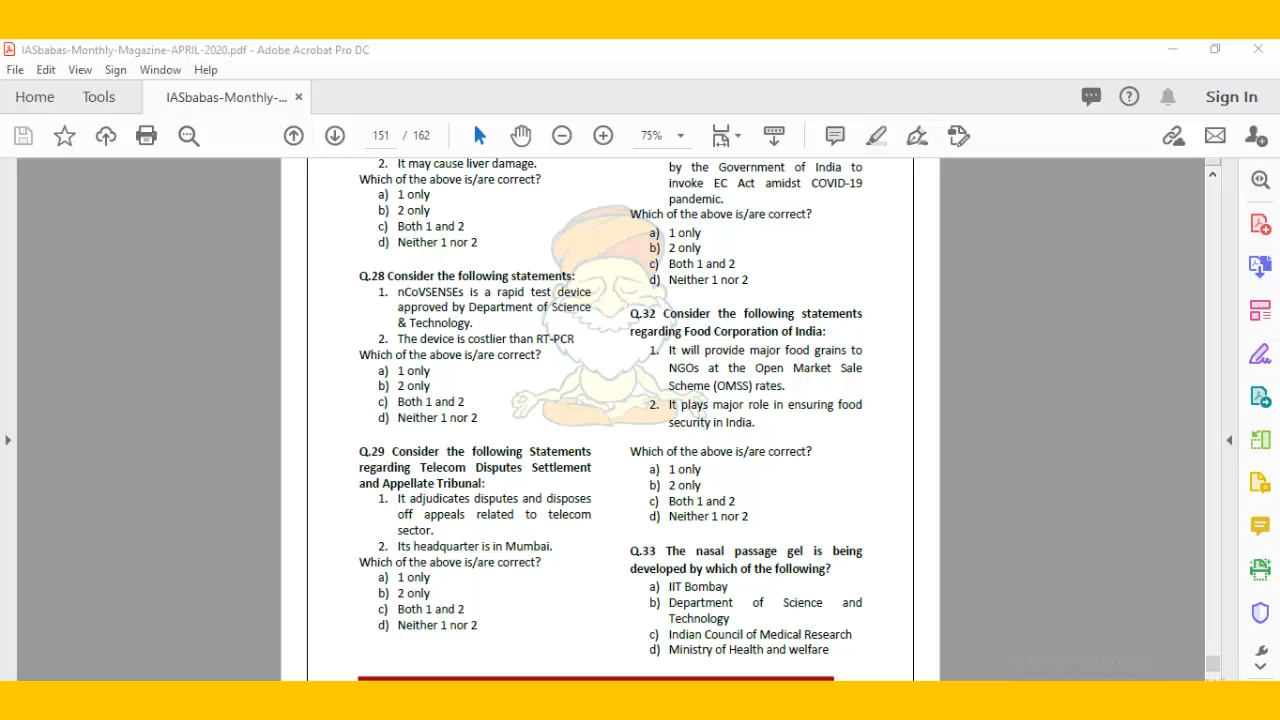 IASbabas-Monthly-Magazine-APRIL-2020.pdf - Adobe Acrobat Pro DC
File Edit View Sign Window Help
Home Tools IASbabas-Monthly-... × Sign In
151 / 162 75%
2. It may cause liver damage.
Which of the above is/are correct?
a) 1 only
b) 2 only
c) Both 1 and 2
d) Neither 1 nor 2
Q.28 Consider the following statements:
1. nCoVSENSEs is a rapid test device
approved by Department of Science
& Technology.
2. The device is costlier than RT-PCR
Which of the above is/are correct?
a) 1 only
b) 2 only
c) Both 1 and 2
d) Neither 1 nor 2
Q.29 Consider the following Statements
regarding Telecom Disputes Settlement
and Appellate Tribunal:
1. It adjudicates disputes and disposes
off appeals related to telecom
sector.
2. Its headquarter is in Mumbai.
Which of the above is/are correct?
a) 1 only
b) 2 only
c) Both 1 and 2
d) Neither 1 nor 2
by the Government of India to
invoke EC Act amidst COVID-19
pandemic.
Which of the above is/are correct?
a) 1 only
b) 2 only
c) Both 1 and 2
d) Neither 1 nor 2
Q.32 Consider the following statements
regarding Food Corporation of India:
1. It will provide major food grains to
NGOs at the Open Market Sale
Scheme (OMSS) rates.
2. It plays major role in ensuring food
security in India.
Which of the above is/are correct?
a) 1 only
b) 2 only
c) Both 1 and 2
d) Neither 1 nor 2
Q.33 The nasal passage gel is being
developed by which of the following?
a) IIT Bombay
b) Department of Science and
Technology
c) Indian Council of Medical Research
d) Ministry of Health and welfare